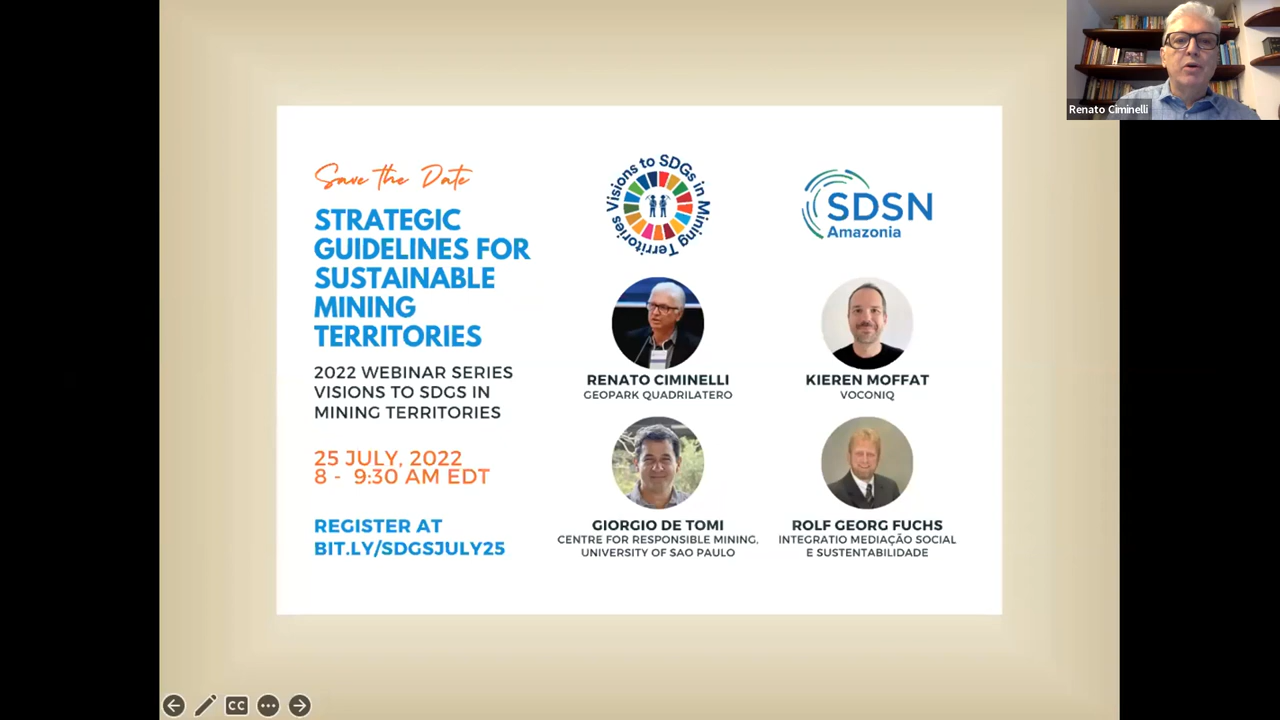 Renato Ciminelli
Save the Date
STRATEGIC
GUIDELINES FOR
SUSTAINABLE
MINING
TERRITORIES
2022 WEBINAR SERIES
VISIONS TO SDGS IN
MINING TERRITORIES
25 JULY, 2022
8 - 9:30 AM EDT
REGISTER AT
BIT.LY/SDGSJULY25
Visions to SDGs in Mining Territories
SDSN
Amazonia
RENATO CIMINELLI
GEOPARK QUADRILATERO
KIEREN MOFFAT
VOCONIQ
GIORGIO DE TOMI
CENTRE FOR RESPONSIBLE MINING,
UNIVERSITY OF SAO PAULO
ROLF GEORG FUCHS
INTEGRATIO MEDIAÇÃO SOCIAL
E SUSTENTABILIDADE
CC